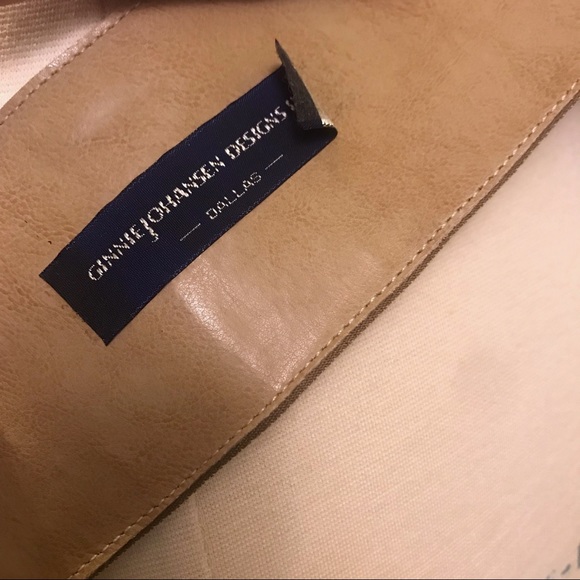 GINNIE JOHANSEN DESIGNS
— DALLAS —